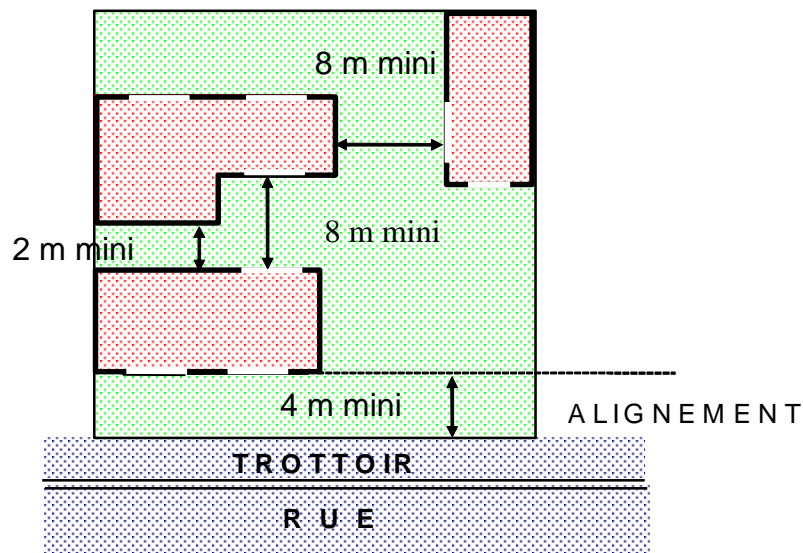 8 m mini
8 m mini
2 m mini
4 m mini
ALIGNEMENT
TROTTOIR
RUE